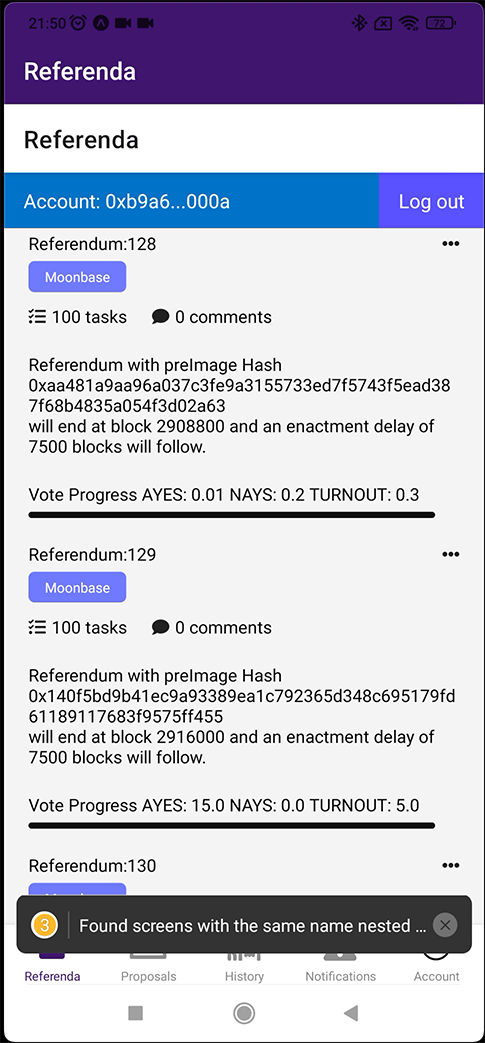 21:50
72
Referenda
Referenda
Account: 0xb9a6...000a
Log out
Referendum:128
Moonbase
100 tasks
0 comments
Referendum with preImage Hash
0xaa481a9aa96a037c3fe9a3155733ed7f5743f5ead38
7f68b4835a054f3d02a63
will end at block 2908800 and an enactment delay of
7500 blocks will follow.
Vote Progress AYES: 0.01 NAYS: 0.2 TURNOUT: 0.3
Referendum:129
Moonbase
100 tasks
0 comments
Referendum with preImage Hash
0x140f5bd9b41ec9a93389ea1c792365d348c695179fd
61189117683f9575ff455
will end at block 2916000 and an enactment delay of
7500 blocks will follow.
Vote Progress AYES: 15.0 NAYS: 0.0 TURNOUT: 5.0
Referendum:130
3
Found screens with the same name nested ...
Referenda
Proposals
History
Notifications
Account